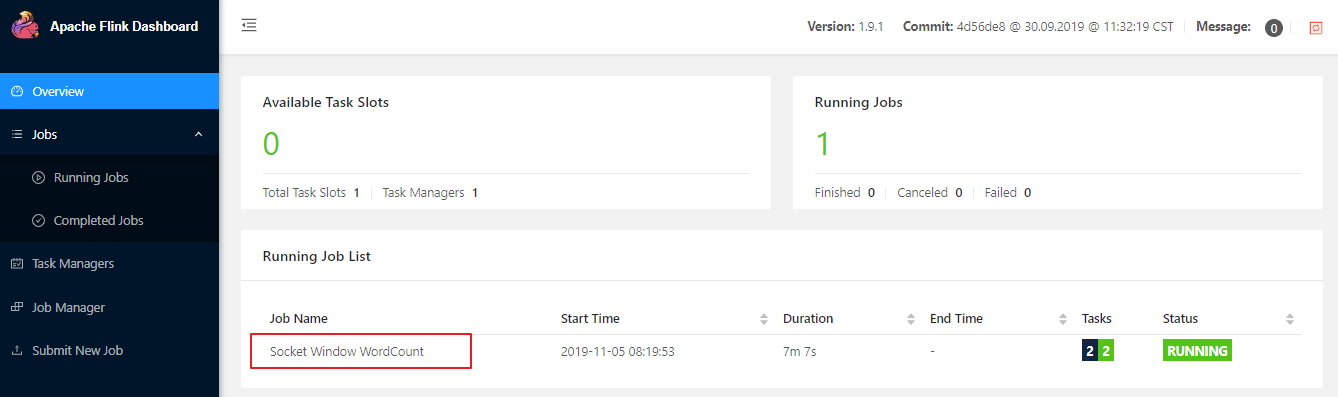 Apache Flink Dashboard
Version: 1.9.1 Commit: 4d56de8 @ 30.09.2019 @ 11:32:19 CST Message: 0
Overview
Jobs
Running Jobs
Completed Jobs
Task Managers
Job Manager
Submit New Job
Available Task Slots
0
Total Task Slots 1 Task Managers 1
Running Jobs
1
Finished 0 Canceled 0 Failed 0
Running Job List
Job Name Start Time Duration End Time Tasks Status
Socket Window WordCount 2019-11-05 08:19:53 7m 7s - 2 2 RUNNING